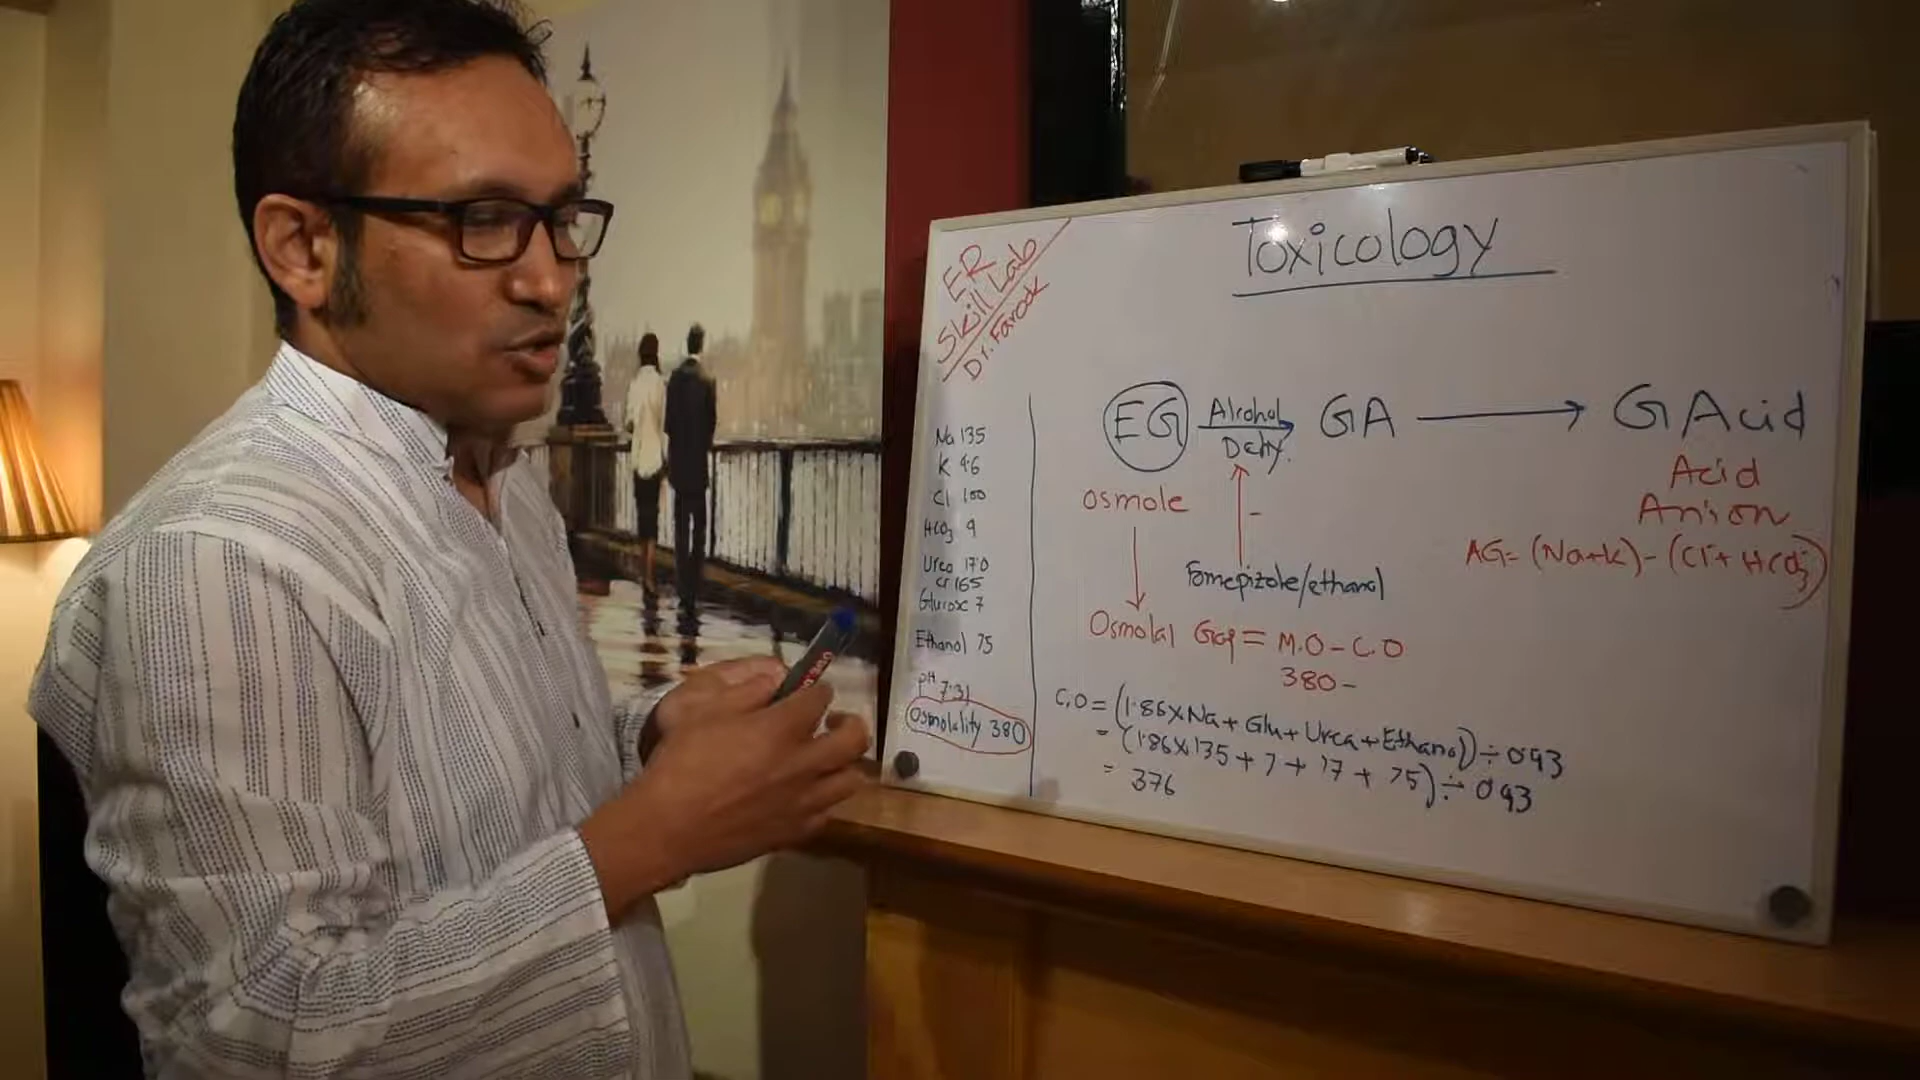 Toxicology
ER
Skill Lab
Dr. Farook
Na 135
K 4.6
Cl 100
HCO3 9
Urea 17.0
Cr 165
Glucose 7
Ethanol 75
pH 7.31
Osmolality 380
EG Alcohol Dehy. GA GAcid
osmole
Acid
Anion
AG = (Na+K) - (Cl + HCO3)
Fomepizole/ethanol
Osmolal Gap = M.O - C.O
380 -
C.O = (1.86xNa + Glu + Urea + Ethanol) ÷ 0.93
= (1.86x135 + 7 + 17 + 75) ÷ 0.93
= 376